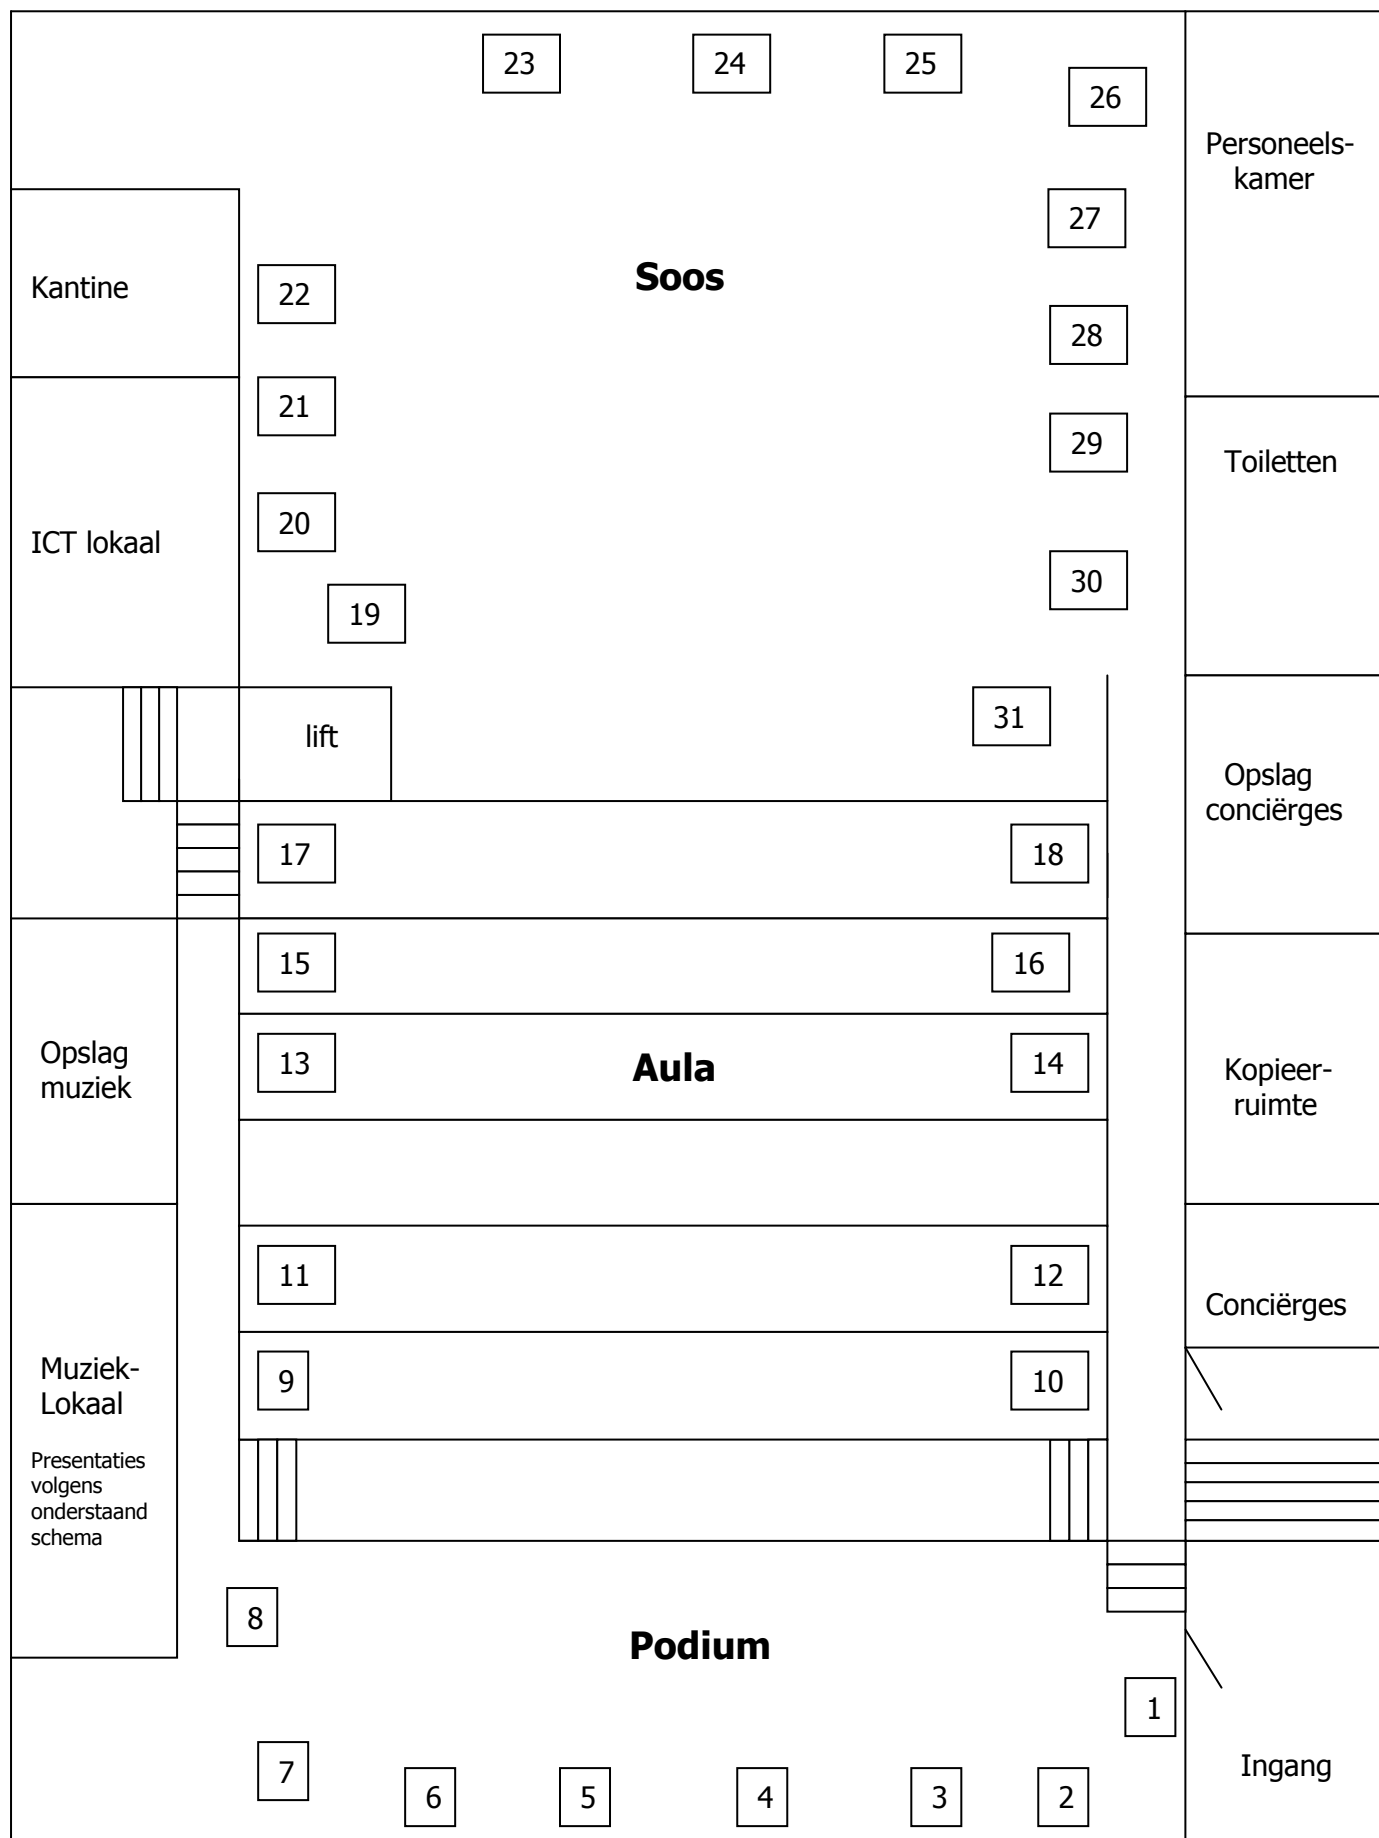 23
24
25
26
Personeels-
kamer
27
Soos
Kantine
22
28
21
29
Toiletten
20
ICT lokaal
30
19
31
lift
Opslag
conciërges
17
18
15
16
Opslag
muziek
13
Aula
14
Kopieer-
ruimte
11
12
Conciërges
Muziek-
Lokaal
9
10
Presentaties
volgens
onderstaand
schema
8
Podium
1
7
Ingang
6
5
4
3
2